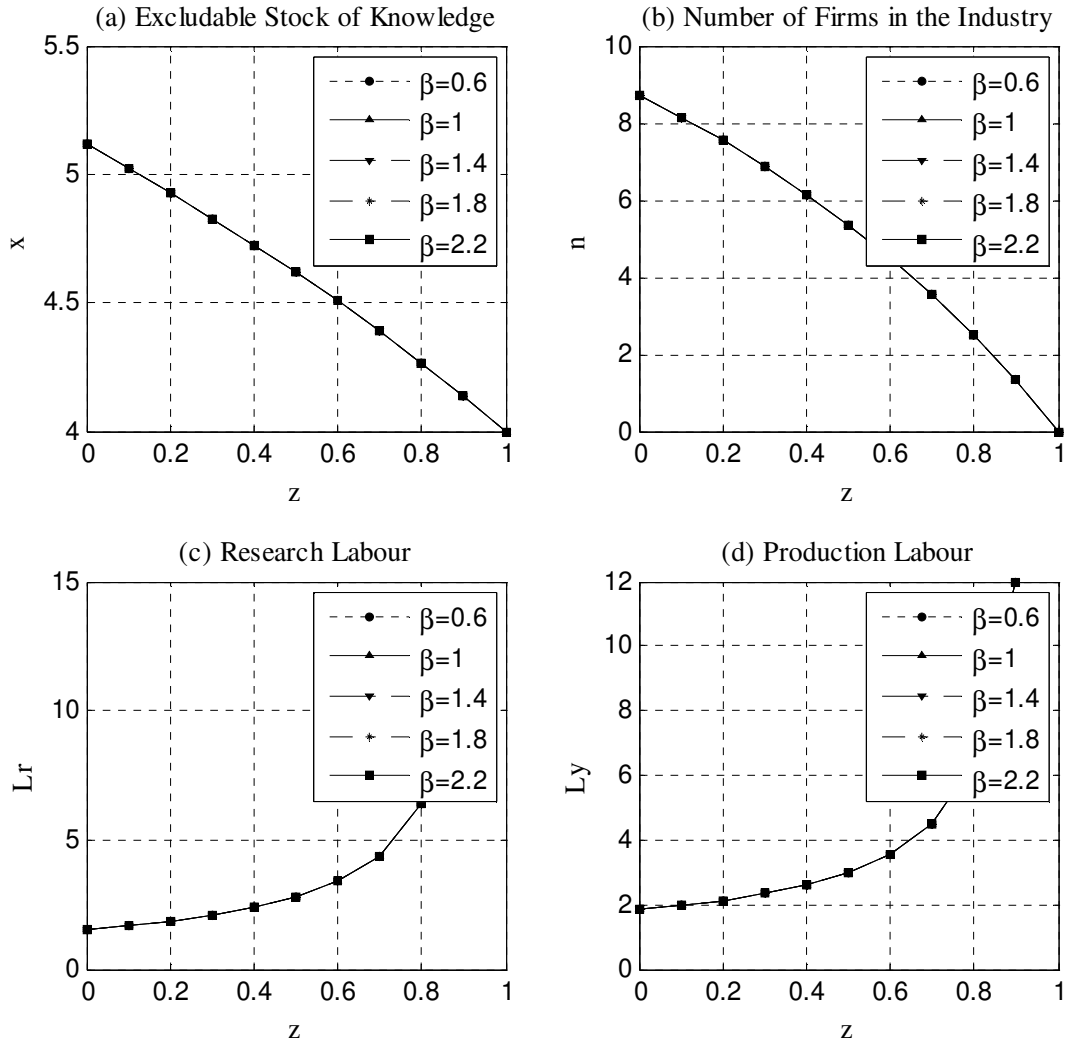 (a) Excludable Stock of Knowledge
5.5
5
4.5
4
x
0 0.2 0.4 0.6 0.8 1
z
β=0.6
β=1
β=1.4
β=1.8
β=2.2
(b) Number of Firms in the Industry
10
8
6
4
2
0
n
0 0.2 0.4 0.6 0.8 1
z
β=0.6
β=1
β=1.4
β=1.8
β=2.2
(c) Research Labour
15
10
5
0
Lr
0 0.2 0.4 0.6 0.8 1
z
β=0.6
β=1
β=1.4
β=1.8
β=2.2
(d) Production Labour
12
10
8
6
4
2
0
Ly
0 0.2 0.4 0.6 0.8 1
z
β=0.6
β=1
β=1.4
β=1.8
β=2.2